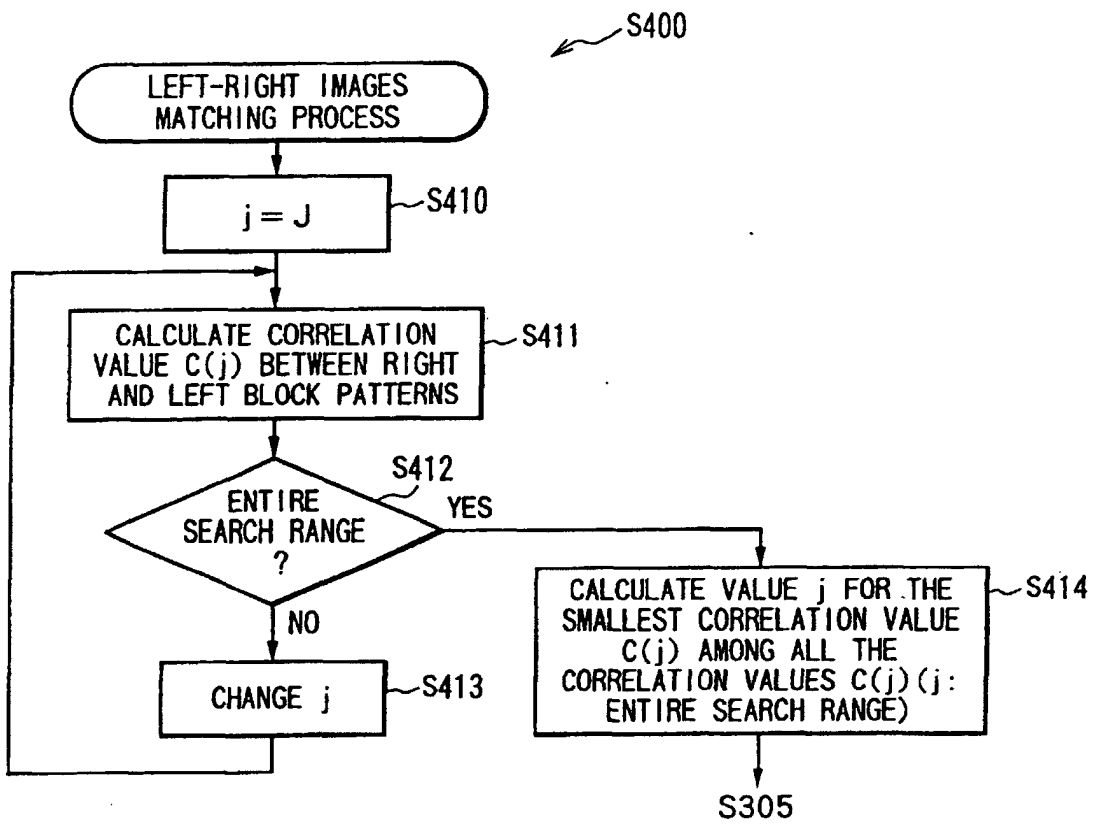 S400
LEFT-RIGHT IMAGES
MATCHING PROCESS
j = J
S410
CALCULATE CORRELATION
VALUE C(j) BETWEEN RIGHT
AND LEFT BLOCK PATTERNS
S411
S412
ENTIRE
SEARCH RANGE
?
YES
NO
CHANGE j
S413
CALCULATE VALUE j FOR THE
SMALLEST CORRELATION VALUE
C(j) AMONG ALL THE
CORRELATION VALUES C(j)(j:
ENTIRE SEARCH RANGE)
S414
S305